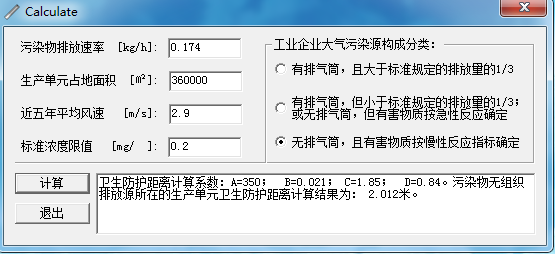 Calculate
污染物排放速率 [kg/h]: 0.174
生产单元占地面积 [m²]: 360000
近五年平均风速 [m/s]: 2.9
标准浓度限值 [mg/ ]: 0.2
工业企业大气污染源构成分类:
有排气筒，且大于标准规定的排放量的1/3
有排气筒，但小于标准规定的排放量的1/3；
或无排气筒，但有害物质按急性反应确定
无排气筒，且有害物质按慢性反应指标确定
计算
退出
卫生防护距离计算系数：A=350； B=0.021；C=1.85； D=0.84。污染物无组织
排放源所在的生产单元卫生防护距离计算结果为： 2.012米。